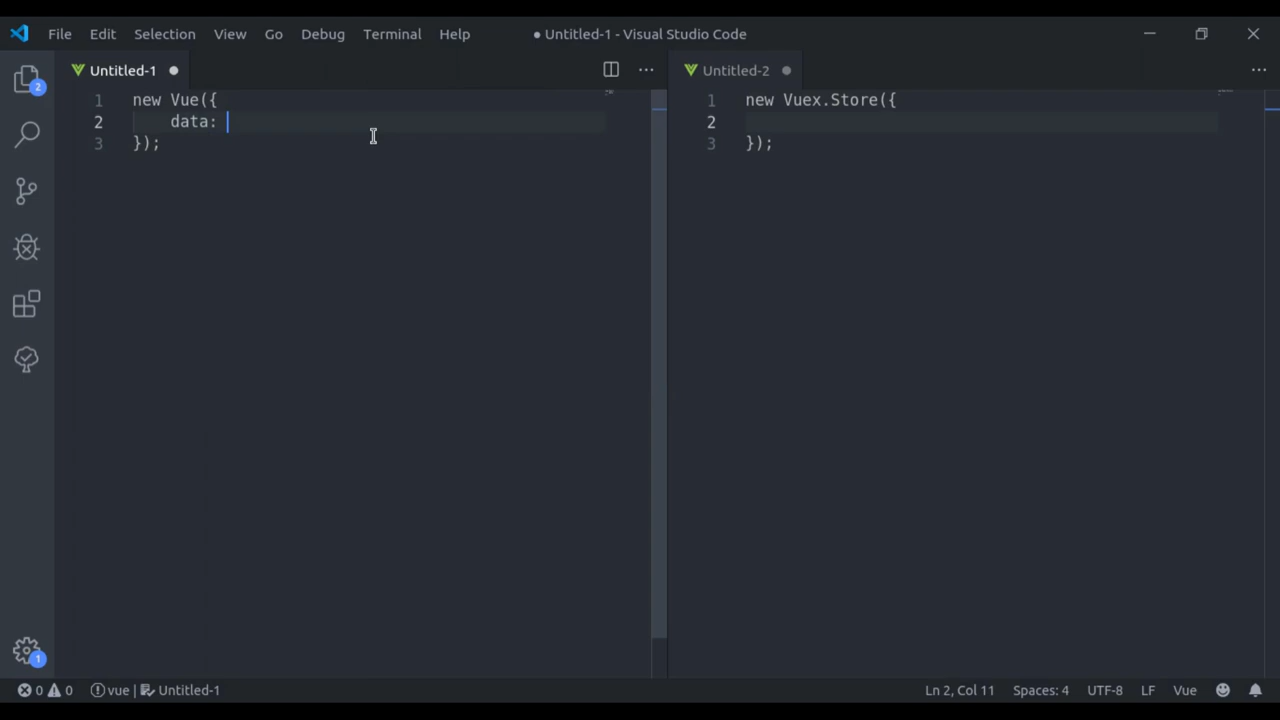 File Edit Selection View Go Debug Terminal Help ● Untitled-1 - Visual Studio Code
2
Untitled-1 ●
1 new Vue({
2 data:
3 });
Untitled-2 ●
1 new Vuex.Store({
2
3 });
1
0 0 vue | Untitled-1 Ln 2, Col 11 Spaces: 4 UTF-8 LF Vue